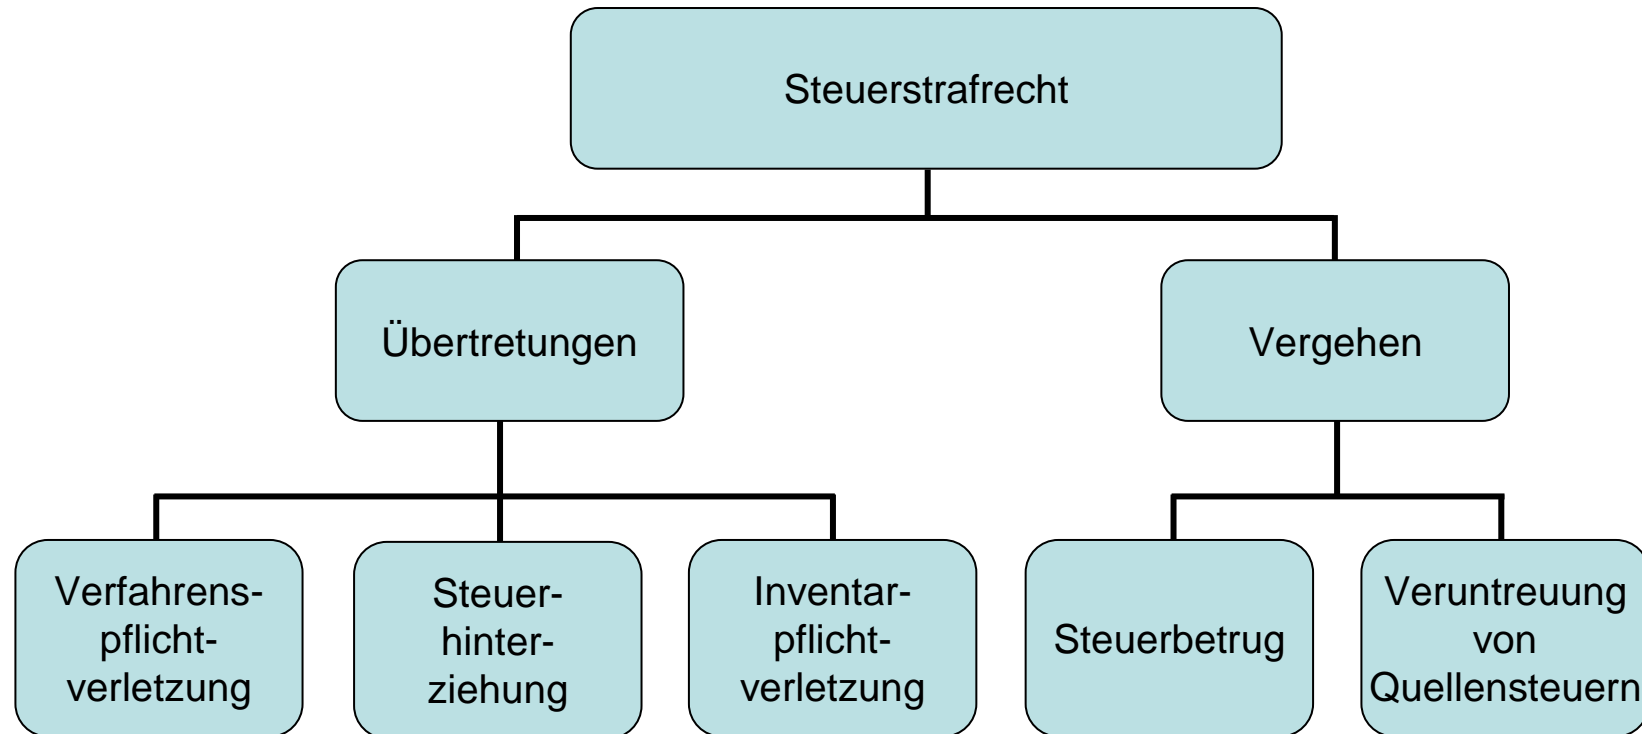 Steuerstrafrecht
Übertretungen
Vergehen
Verfahrens-
pflicht-
verletzung
Steuer-
hinter-
ziehung
Inventar-
pflicht-
verletzung
Steuerbetrug
Veruntreuung
von
Quellensteuern